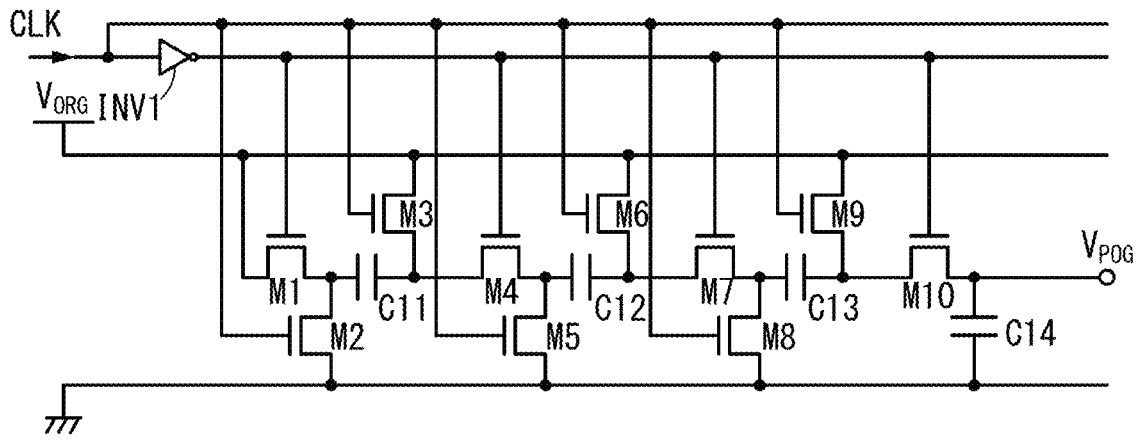 CLK
V_ORG INV1
M3 M6 M9
V_POG
M1 C11 M4 C12 M7 C13 M10
M2 M5 M8 C14